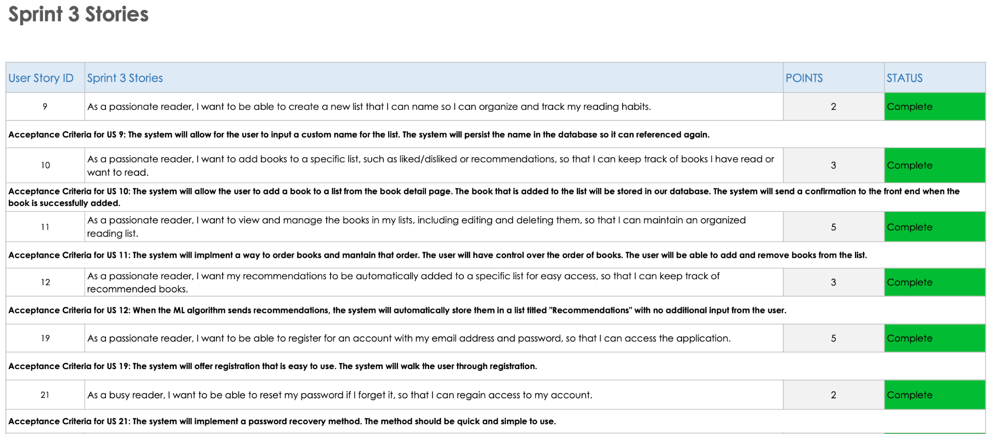 Sprint 3 Stories
User Story ID Sprint 3 Stories POINTS STATUS
9 As a passionate reader, I want to be able to create a new list that I can name so I can organize and track my reading habits. 2 Complete
Acceptance Criteria for US 9: The system will allow for the user to input a custom name for the list. The system will persist the name in the database so it can referenced again.
10 As a passionate reader, I want to add books to a specific list, such as liked/disliked or recommendations, so that I can keep track of books I have read or 3 Complete
want to read.
Acceptance Criteria for US 10: The system will allow the user to add a book to a list from the book detail page. The book that is added to the list will be stored in our database. The system will send a confirmation to the front end when the
book is successfully added.
11 As a passionate reader, I want to view and manage the books in my lists, including editing and deleting them, so that I can maintain an organized 5 Complete
reading list.
Acceptance Criteria for US 11: The system will implment a way to order books and mantain that order. The user will have control over the order of books. The user will be able to add and remove books from the list.
12 As a passionate reader, I want my recommendations to be automatically added to a specific list for easy access, so that I can keep track of 3 Complete
recommended books.
Acceptance Criteria for US 12: When the ML algorithm sends recommendations, the system will automatically store them in a list titled "Recommendations" with no additional input from the user.
19 As a passionate reader, I want to be able to register for an account with my email address and password, so that I can access the application. 5 Complete
Acceptance Criteria for US 19: The system will offer registration that is easy to use. The system will walk the user through registration.
21 As a busy reader, I want to be able to reset my password if I forget it, so that I can regain access to my account. 2 Complete
Acceptance Criteria for US 21: The system will implement a password recovery method. The method should be quick and simple to use.